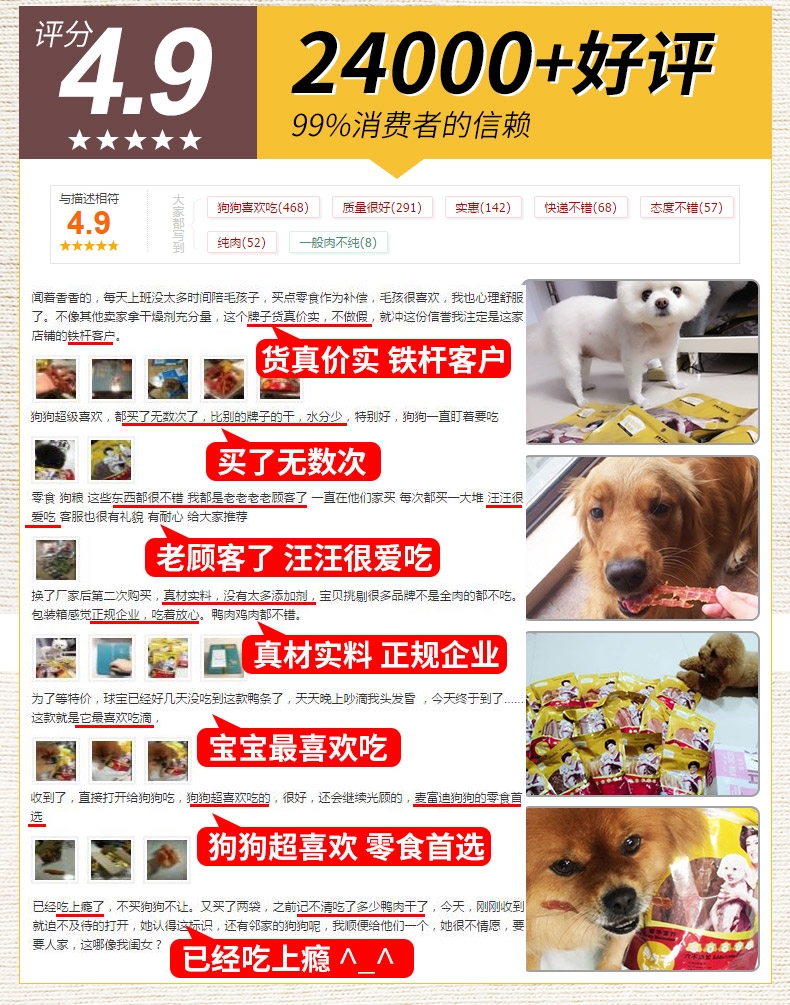 评分
4.9
24000+好评
99%消费者的信赖
与描述相符
4.9
大家都写到
狗狗喜欢吃(468)
质量很好(291)
实惠(142)
快递不错(68)
态度不错(57)
纯肉(52)
一般肉不纯(8)
闻着香香的，每天上班没太多时间陪毛孩子，买点零食作为补偿，毛孩很喜欢，我也心理舒服
了。不像其他卖家拿干燥剂充分量，这个牌子货真价实，不做假，就冲这份信誉我注定是这家
店铺的铁杆客户。
货真价实 铁杆客户
狗狗超级喜欢，都买了无数次了，比别的牌子的干，水分少，特别好，狗狗一直盯着要吃
买了无数次
零食 狗粮 这些东西都很不错 我都是老老老老顾客了 一直在他们家买 每次都买一大堆 汪汪很
爱吃 客服也很有礼貌 有耐心 给大家推荐
老顾客了 汪汪很爱吃
换了厂家后第二次购买，真材实料，没有太多添加剂，宝贝挑剔很多品牌不是全肉的都不吃。
包装箱感觉正规企业，吃着放心。鸭肉鸡肉都不错。
真材实料 正规企业
为了等特价，球宝已经好几天没吃到这款鸭条了，天天晚上吵滴我头发昏 ，今天终于到了……
这款就是它最喜欢吃滴，
宝宝最喜欢吃
收到了，直接打开给狗狗吃，狗狗超喜欢吃的，很好，还会继续光顾的，麦富迪狗狗的零食首
选
狗狗超喜欢 零食首选
已经吃上瘾了，不买狗狗不让。又买了两袋，之前记不清吃了多少鸭肉干了，今天，刚刚收到
就迫不及待的打开，她认得这标识，还有邻家的狗狗呢，我顺便给他们一个，她很不情愿，要
要人家，这哪像我闺女？
已经吃上瘾 ^_^